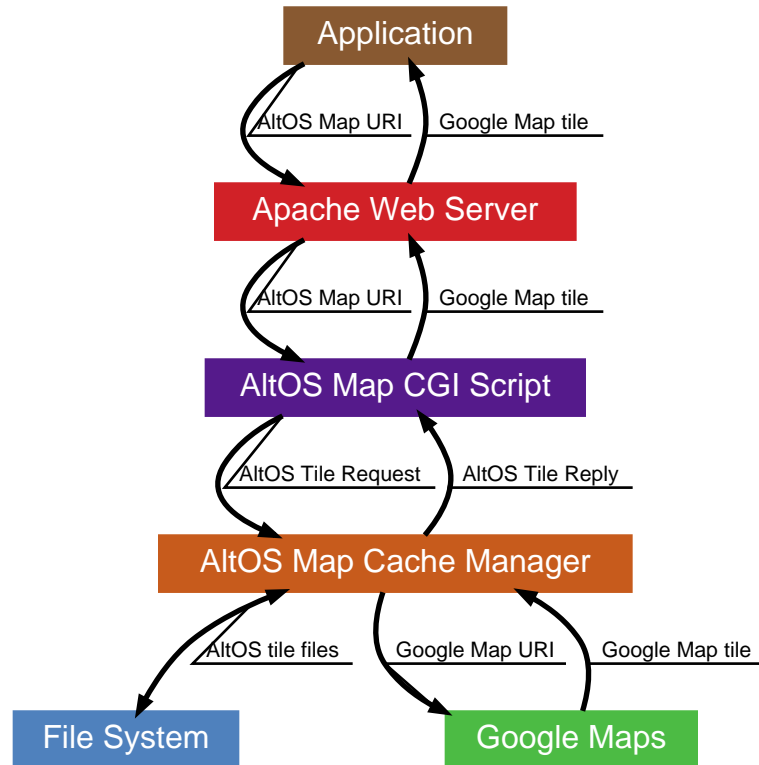 Application
AltOS Map URI
Google Map tile
Apache Web Server
AltOS Map URI
Google Map tile
AltOS Map CGI Script
AltOS Tile Request
AltOS Tile Reply
AltOS Map Cache Manager
AltOS tile files
Google Map URI
Google Map tile
File System
Google Maps